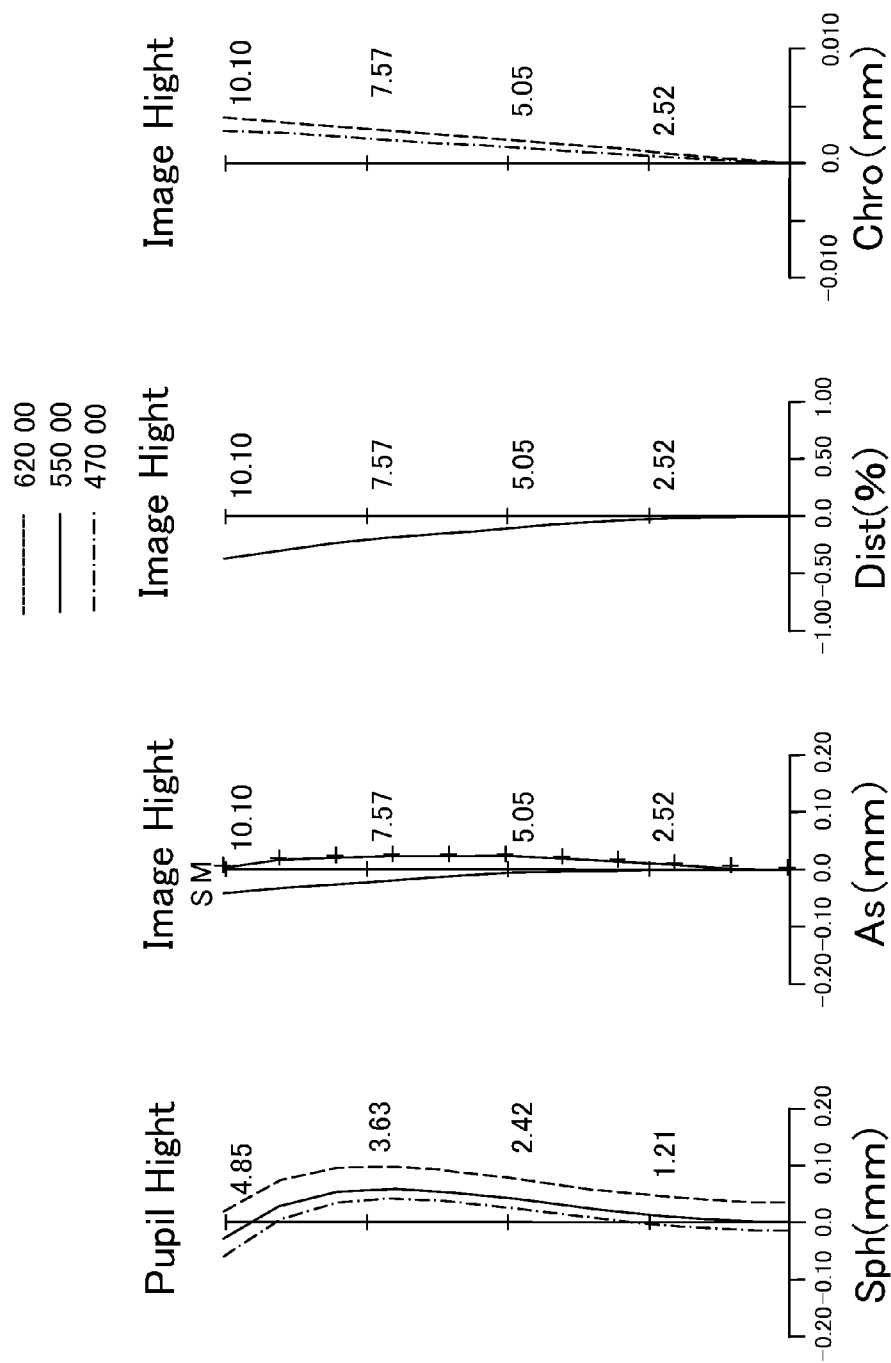 620 00
550 00
470 00
Pupil Hight
4.85
3.63
2.42
1.21
−0.20 −0.10 0.0 0.10 0.20
Sph(mm)
Image Hight
S M
10.10
7.57
5.05
2.52
−0.20 −0.10 0.0 0.10 0.20
As(mm)
Image Hight
10.10
7.57
5.05
2.52
−1.00 −0.50 0.0 0.50 1.00
Dist(%)
Image Hight
10.10
7.57
5.05
2.52
−0.010 0.0 0.010
Chro(mm)